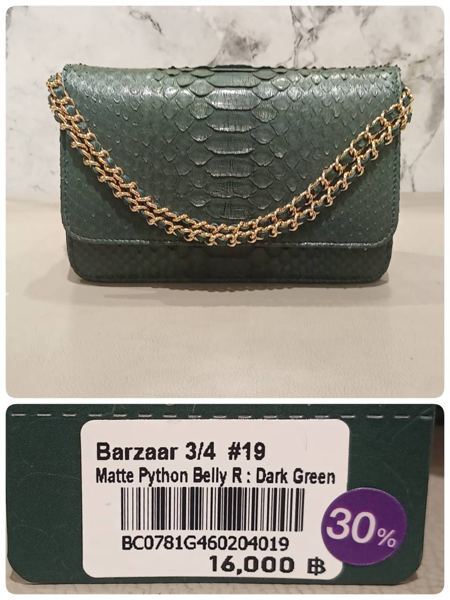 Barzaar 3/4 #19
Matte Python Belly R : Dark Green
BC0781G460204019
16,000 ฿
30%